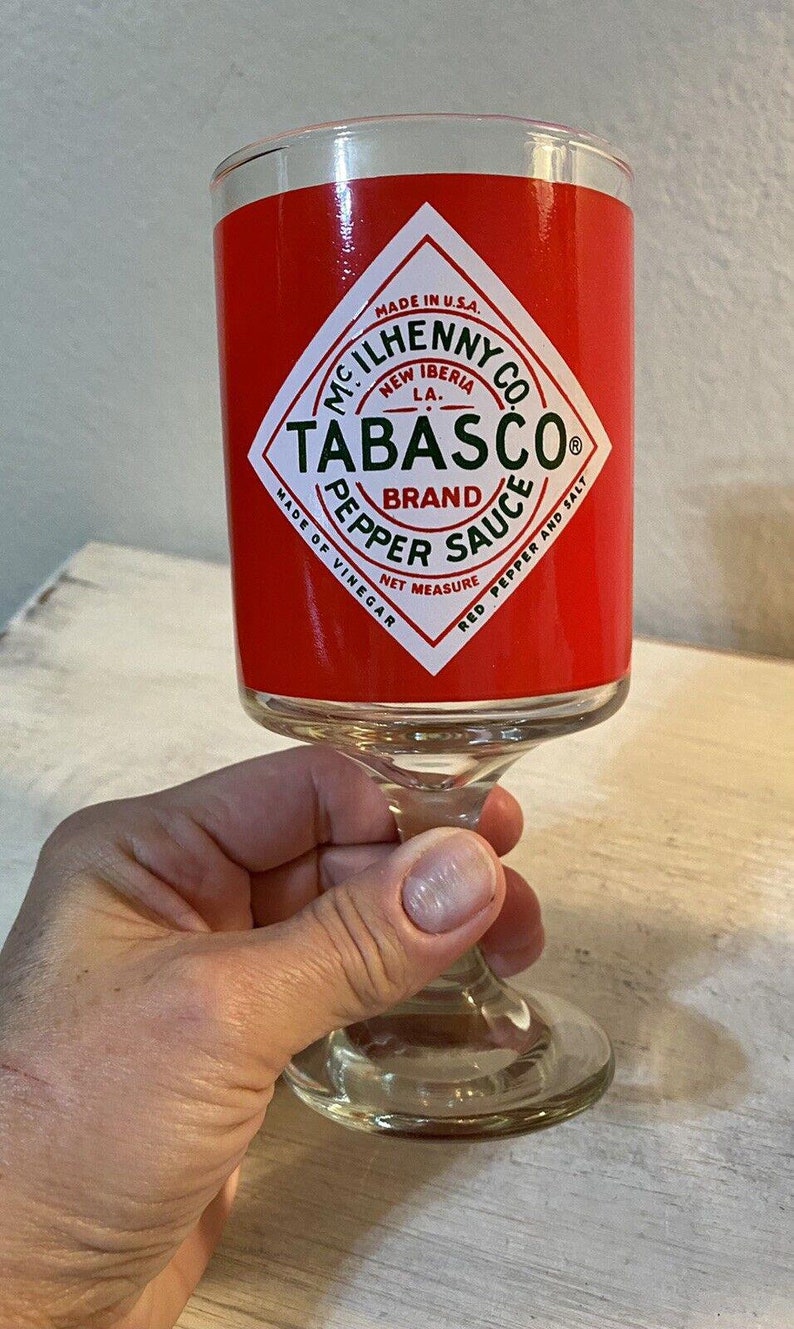 MADE IN U.S.A.
McILHENNY CO.
NEW IBERIA
LA.
TABASCO®
BRAND
PEPPER SAUCE
NET MEASURE
MADE OF VINEGAR
RED PEPPER AND SALT